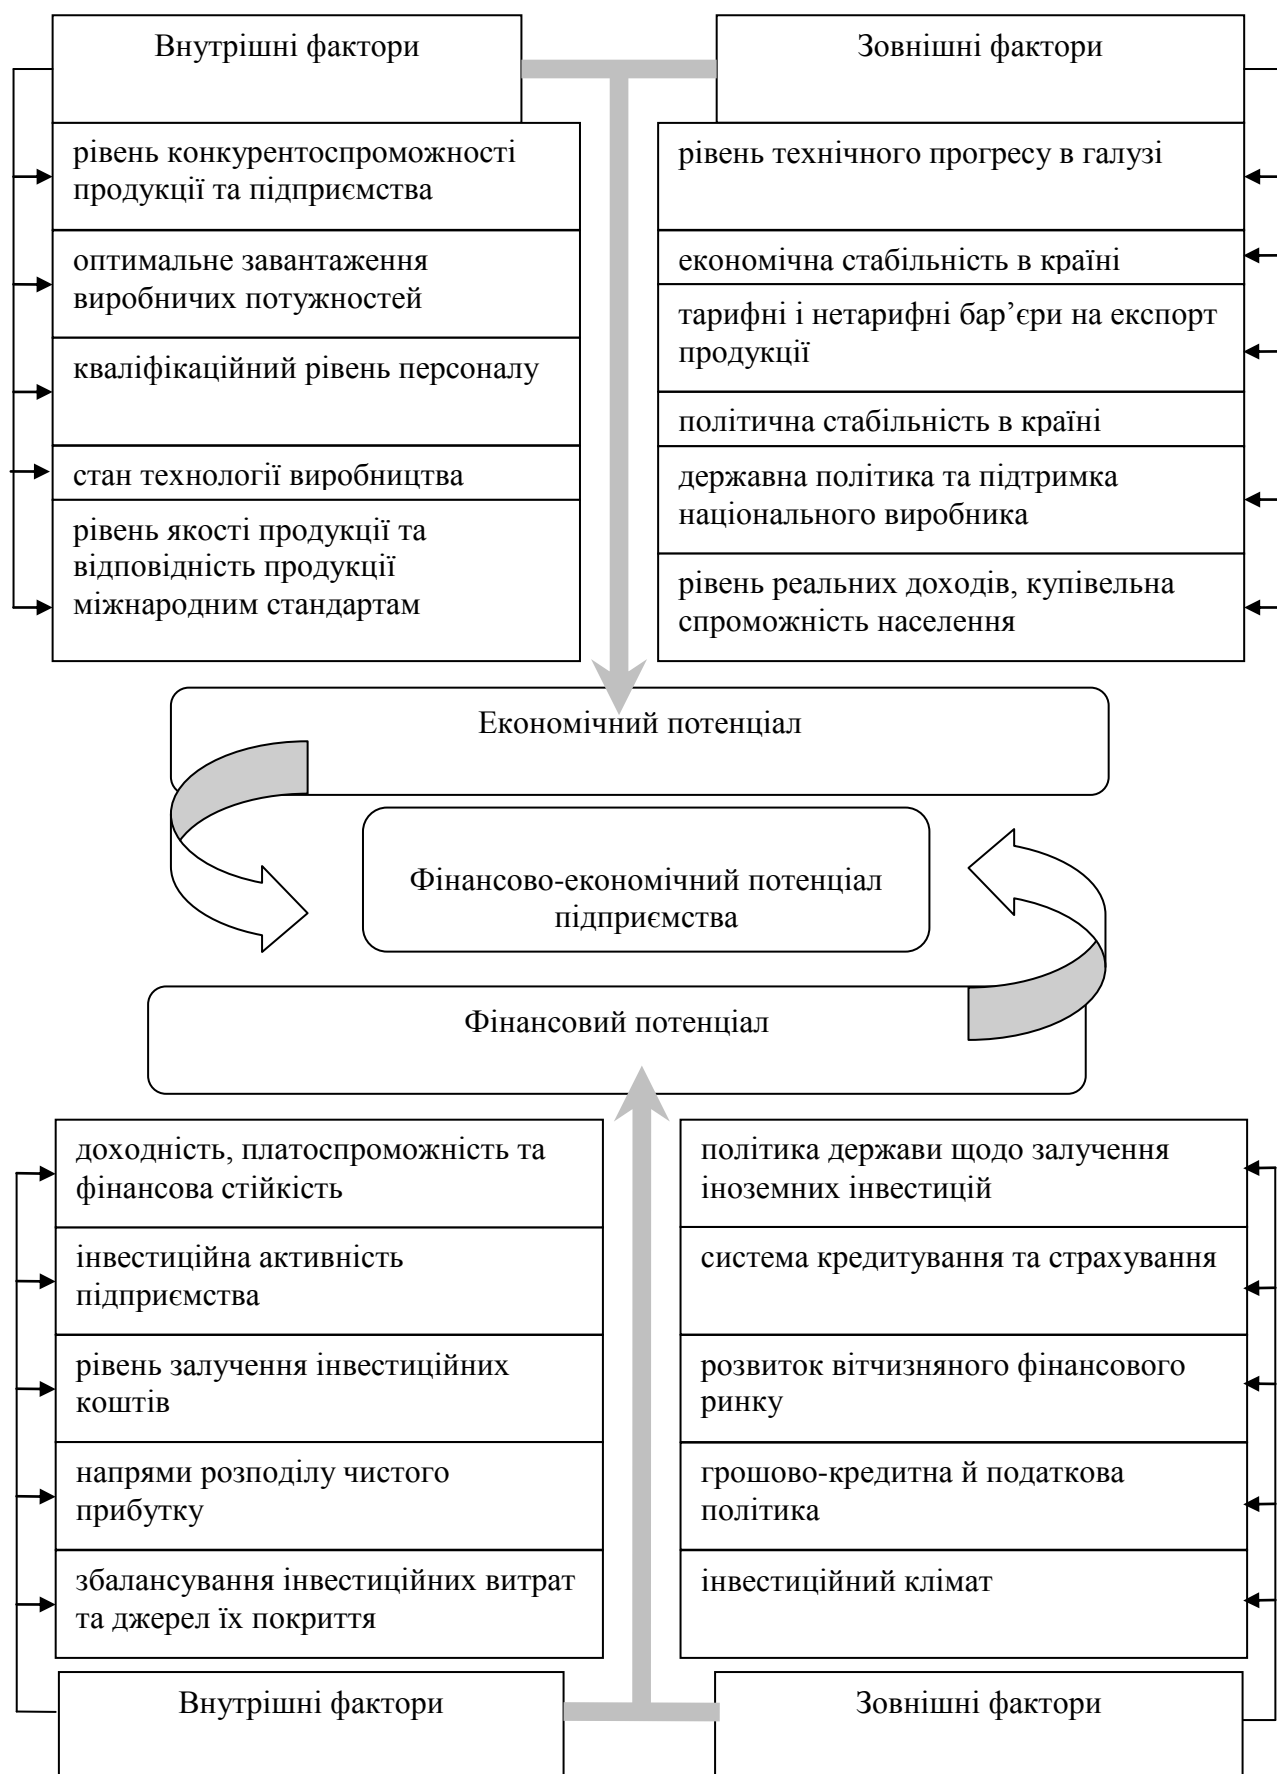 Внутрішні фактори
рівень конкурентоспроможності
продукції та підприємства
оптимальне завантаження
виробничих потужностей
кваліфікаційний рівень персоналу
стан технології виробництва
рівень якості продукції та
відповідність продукції
міжнародним стандартам
Зовнішні фактори
рівень технічного прогресу в галузі
економічна стабільність в країні
тарифні і нетарифні бар’єри на експорт
продукції
політична стабільність в країні
державна політика та підтримка
національного виробника
рівень реальних доходів, купівельна
спроможність населення
Економічний потенціал
Фінансово-економічний потенціал
підприємства
Фінансовий потенціал
доходність, платоспроможність та
фінансова стійкість
інвестиційна активність
підприємства
рівень залучення інвестиційних
коштів
напрями розподілу чистого
прибутку
збалансування інвестиційних витрат
та джерел їх покриття
Внутрішні фактори
політика держави щодо залучення
іноземних інвестицій
система кредитування та страхування
розвиток вітчизняного фінансового
ринку
грошово-кредитна й податкова
політика
інвестиційний клімат
Зовнішні фактори